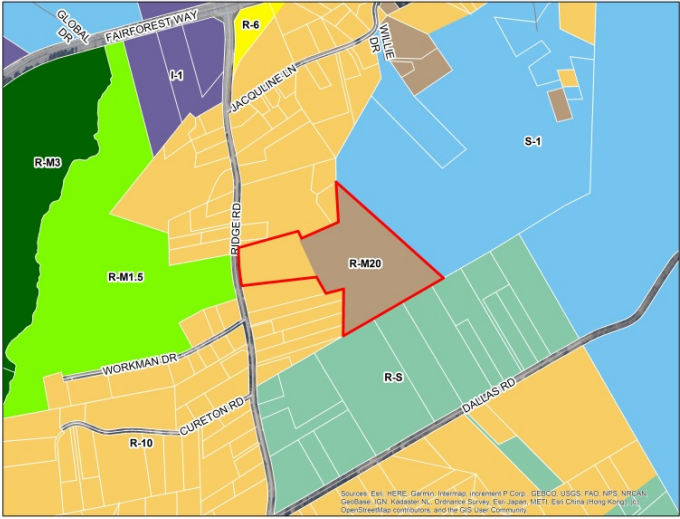 GLOBAL
DR
FAIRFOREST WAY
R-6
WILLIE
DR
I-1
JACQULINE LN
S-1
R-M3
RIDGE RD
R-M20
R-M1.5
WORKMAN DR
R-S
DALLAS RD
CURETON RD
R-10
Sources: Esri, HERE, Garmin, Intermap, increment P Corp., GEBCO, USGS, FAO, NPS, NRCAN,
GeoBase, IGN, Kadaster NL, Ordnance Survey, Esri Japan, METI, Esri China (Hong Kong), (c)
OpenStreetMap contributors, and the GIS User Community